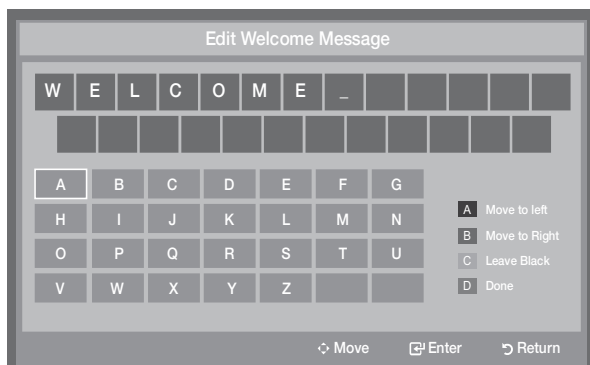 Edit Welcome Message
W E L C O M E _
A B C D E F G
H I J K L M N
O P Q R S T U
V W X Y Z
A Move to left
B Move to Right
C Leave Black
D Done
Move Enter Return